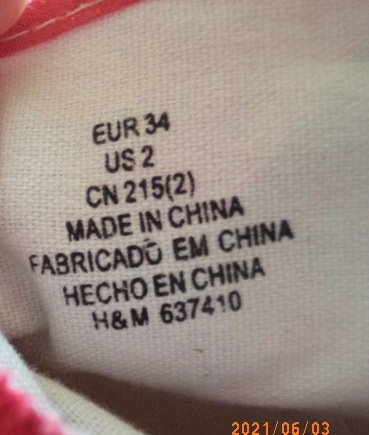 EUR 34
US 2
CN 215(2)
MADE IN CHINA
FABRICADO EM CHINA
HECHO EN CHINA
H&M 637410
2021/06/03